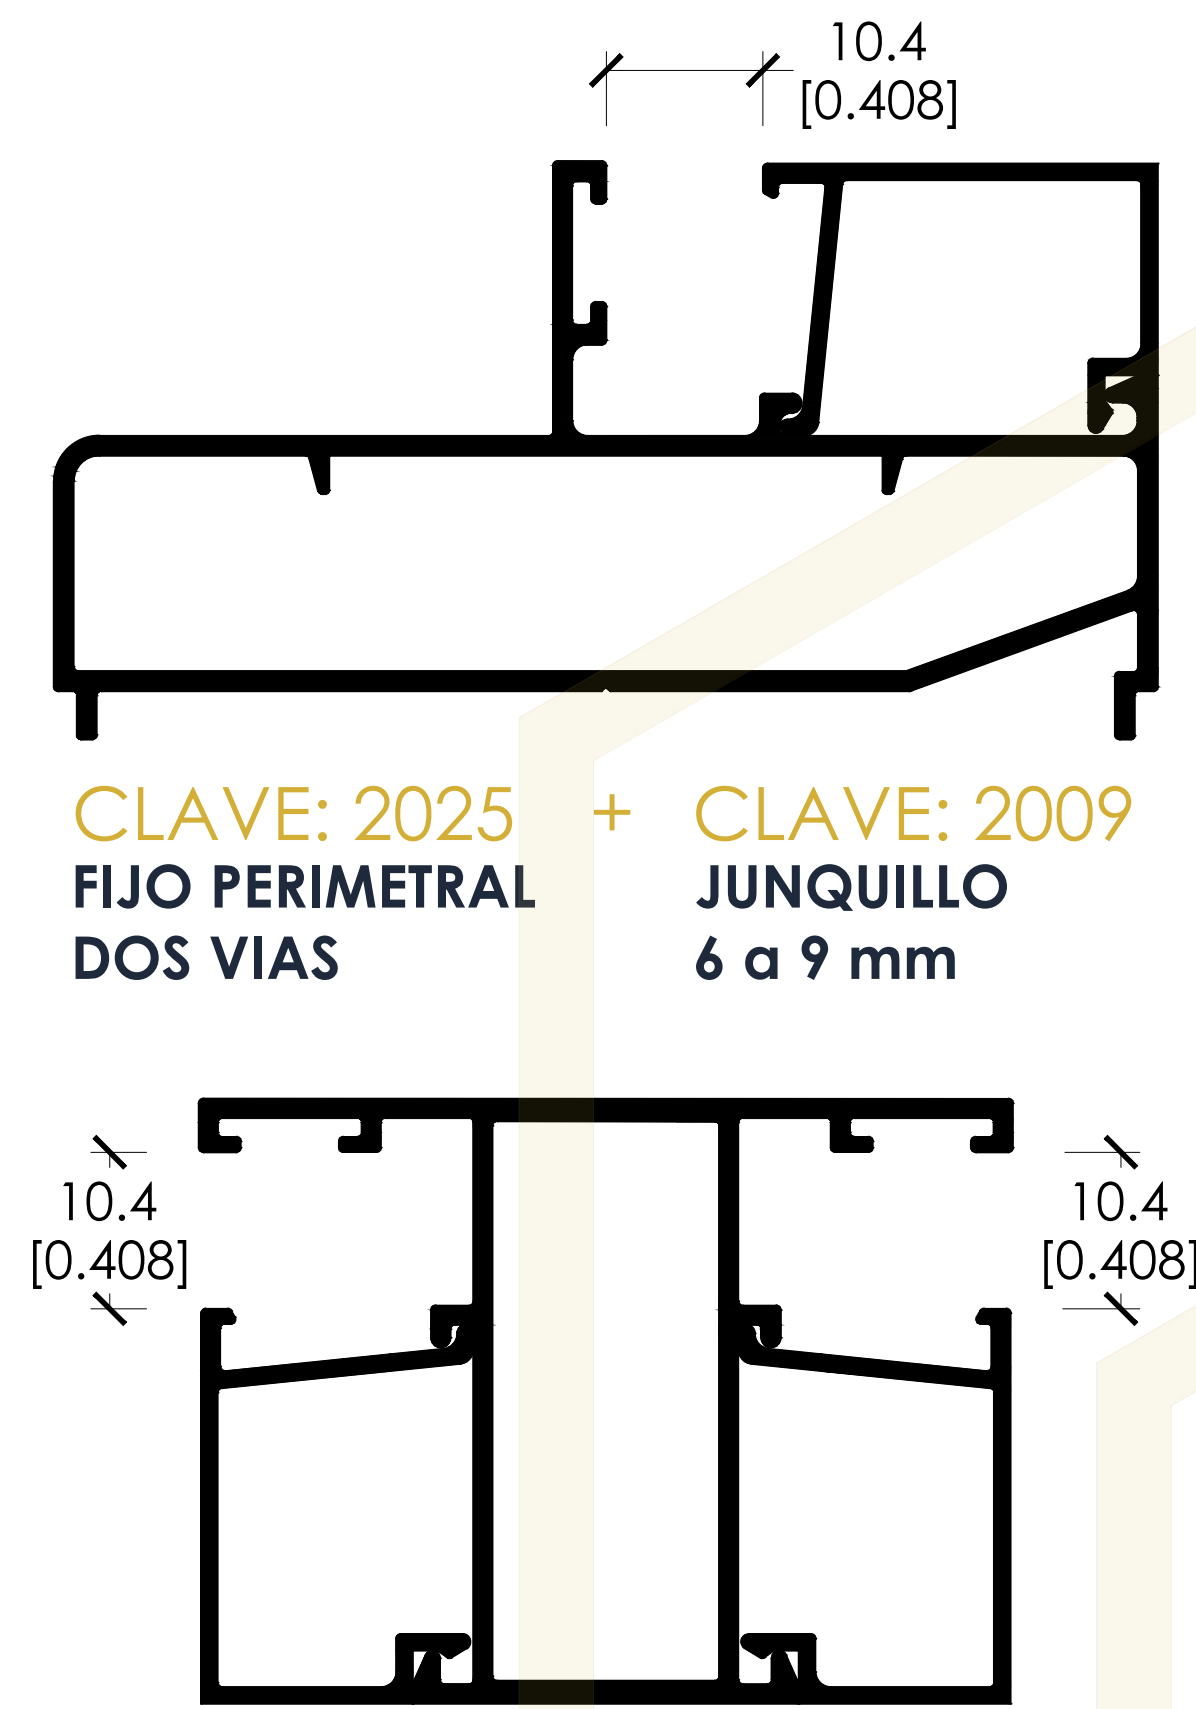 10.4
[0.408]
CLAVE: 2025 + CLAVE: 2009
FIJO PERIMETRAL JUNQUILLO
DOS VIAS 6 a 9 mm
10.4 10.4
[0.408] [0.408]